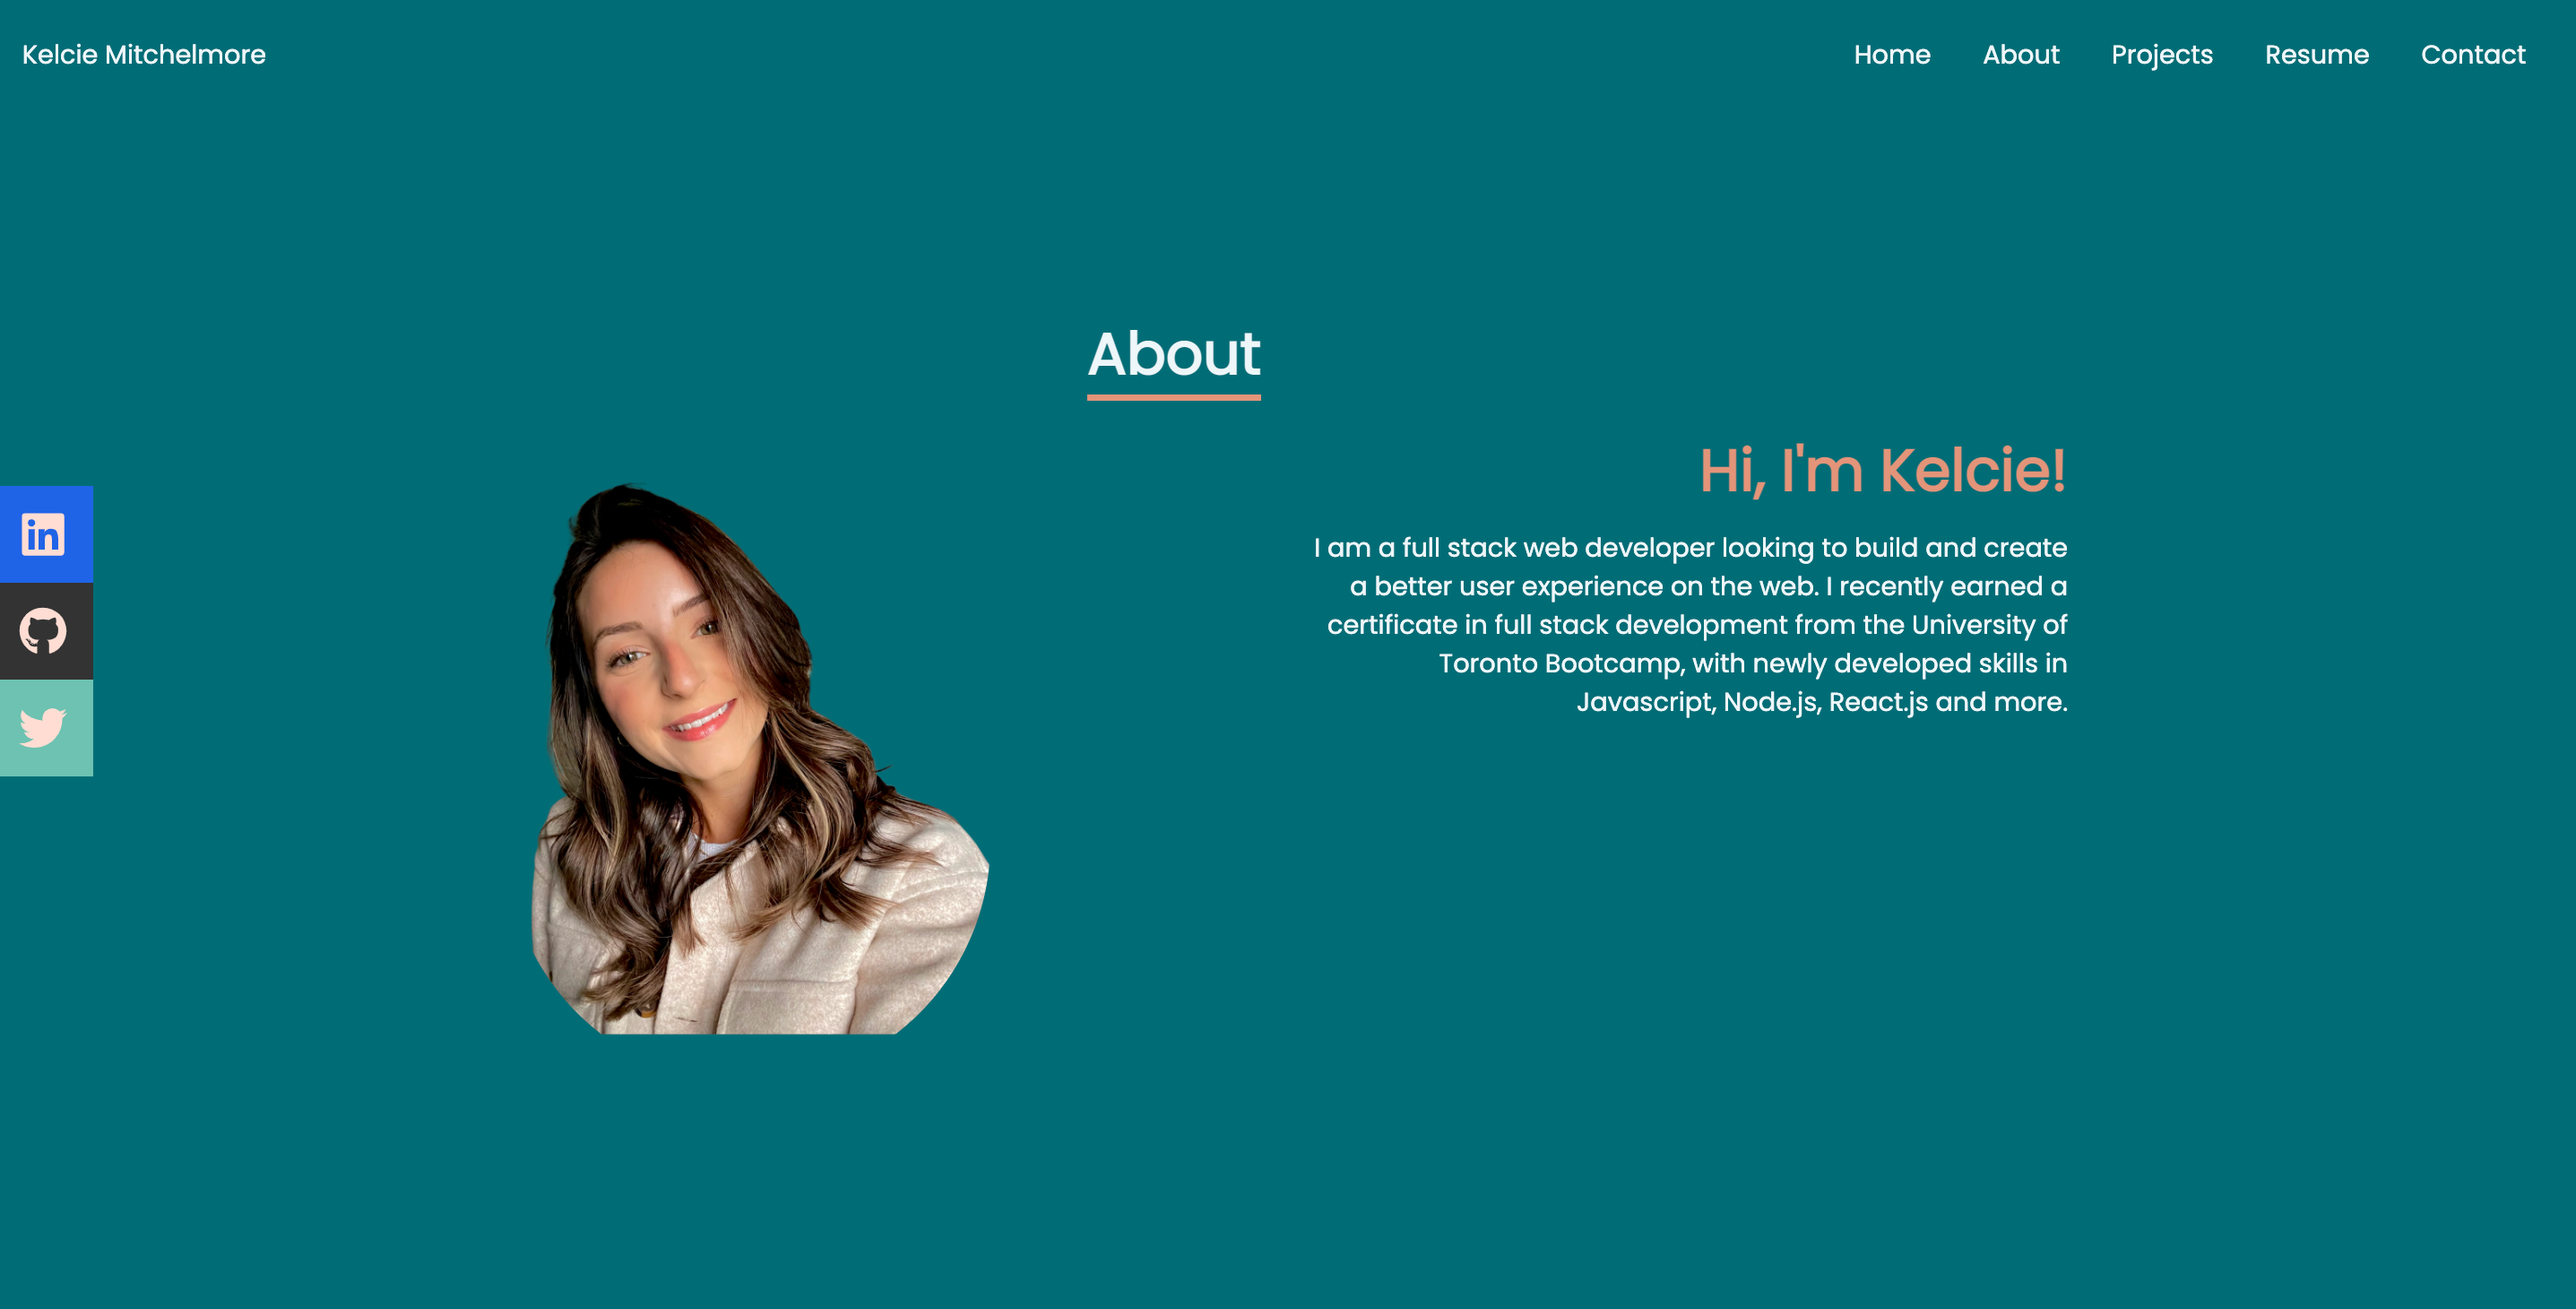 Kelcie Mitchelmore
Home About Projects Resume Contact
About
Hi, I'm Kelcie!
I am a full stack web developer looking to build and create
a better user experience on the web. I recently earned a
certificate in full stack development from the University of
Toronto Bootcamp, with newly developed skills in
Javascript, Node.js, React.js and more.
in